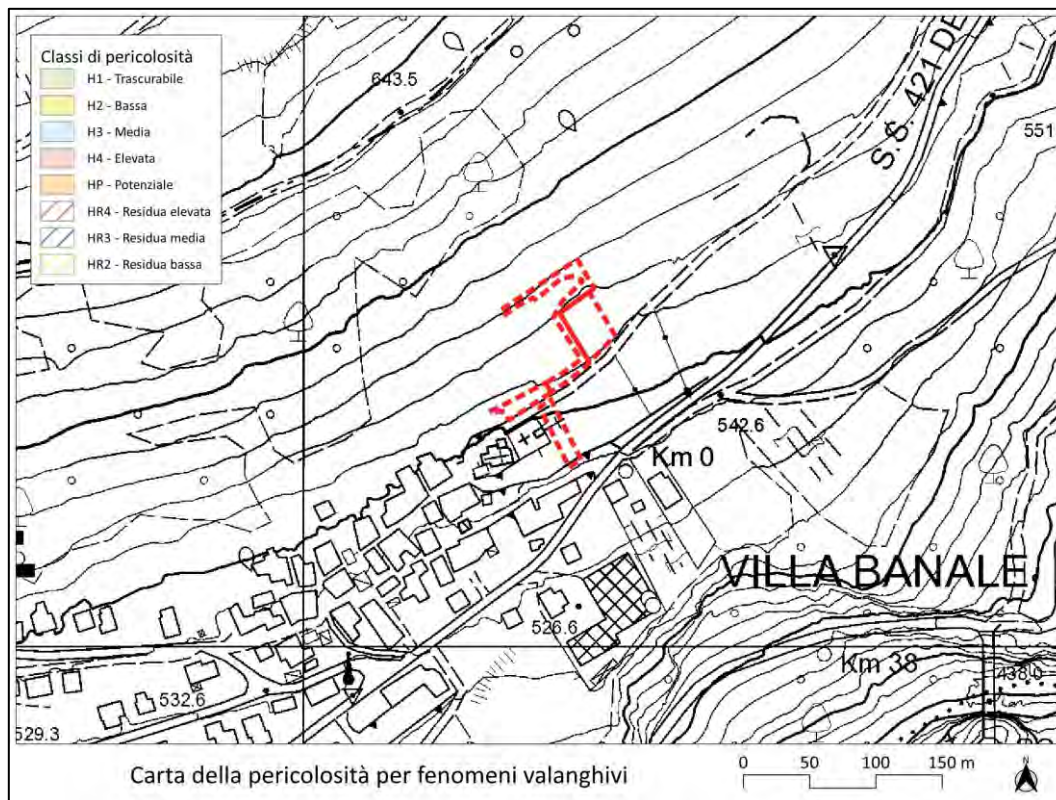 Classi di pericolosità
H1 - Trascurabile
H2 - Bassa
H3 - Media
H4 - Elevata
HP - Potenziale
HR4 - Residua elevata
HR3 - Residua media
HR2 - Residua bassa
643.5
S.S. 421 DE
551
Km 0
542.6
VILLA BANALE
526.6
Km 38
438.0
532.6
529.3
Carta della pericolosità per fenomeni valanghivi
0 50 100 150 m
N